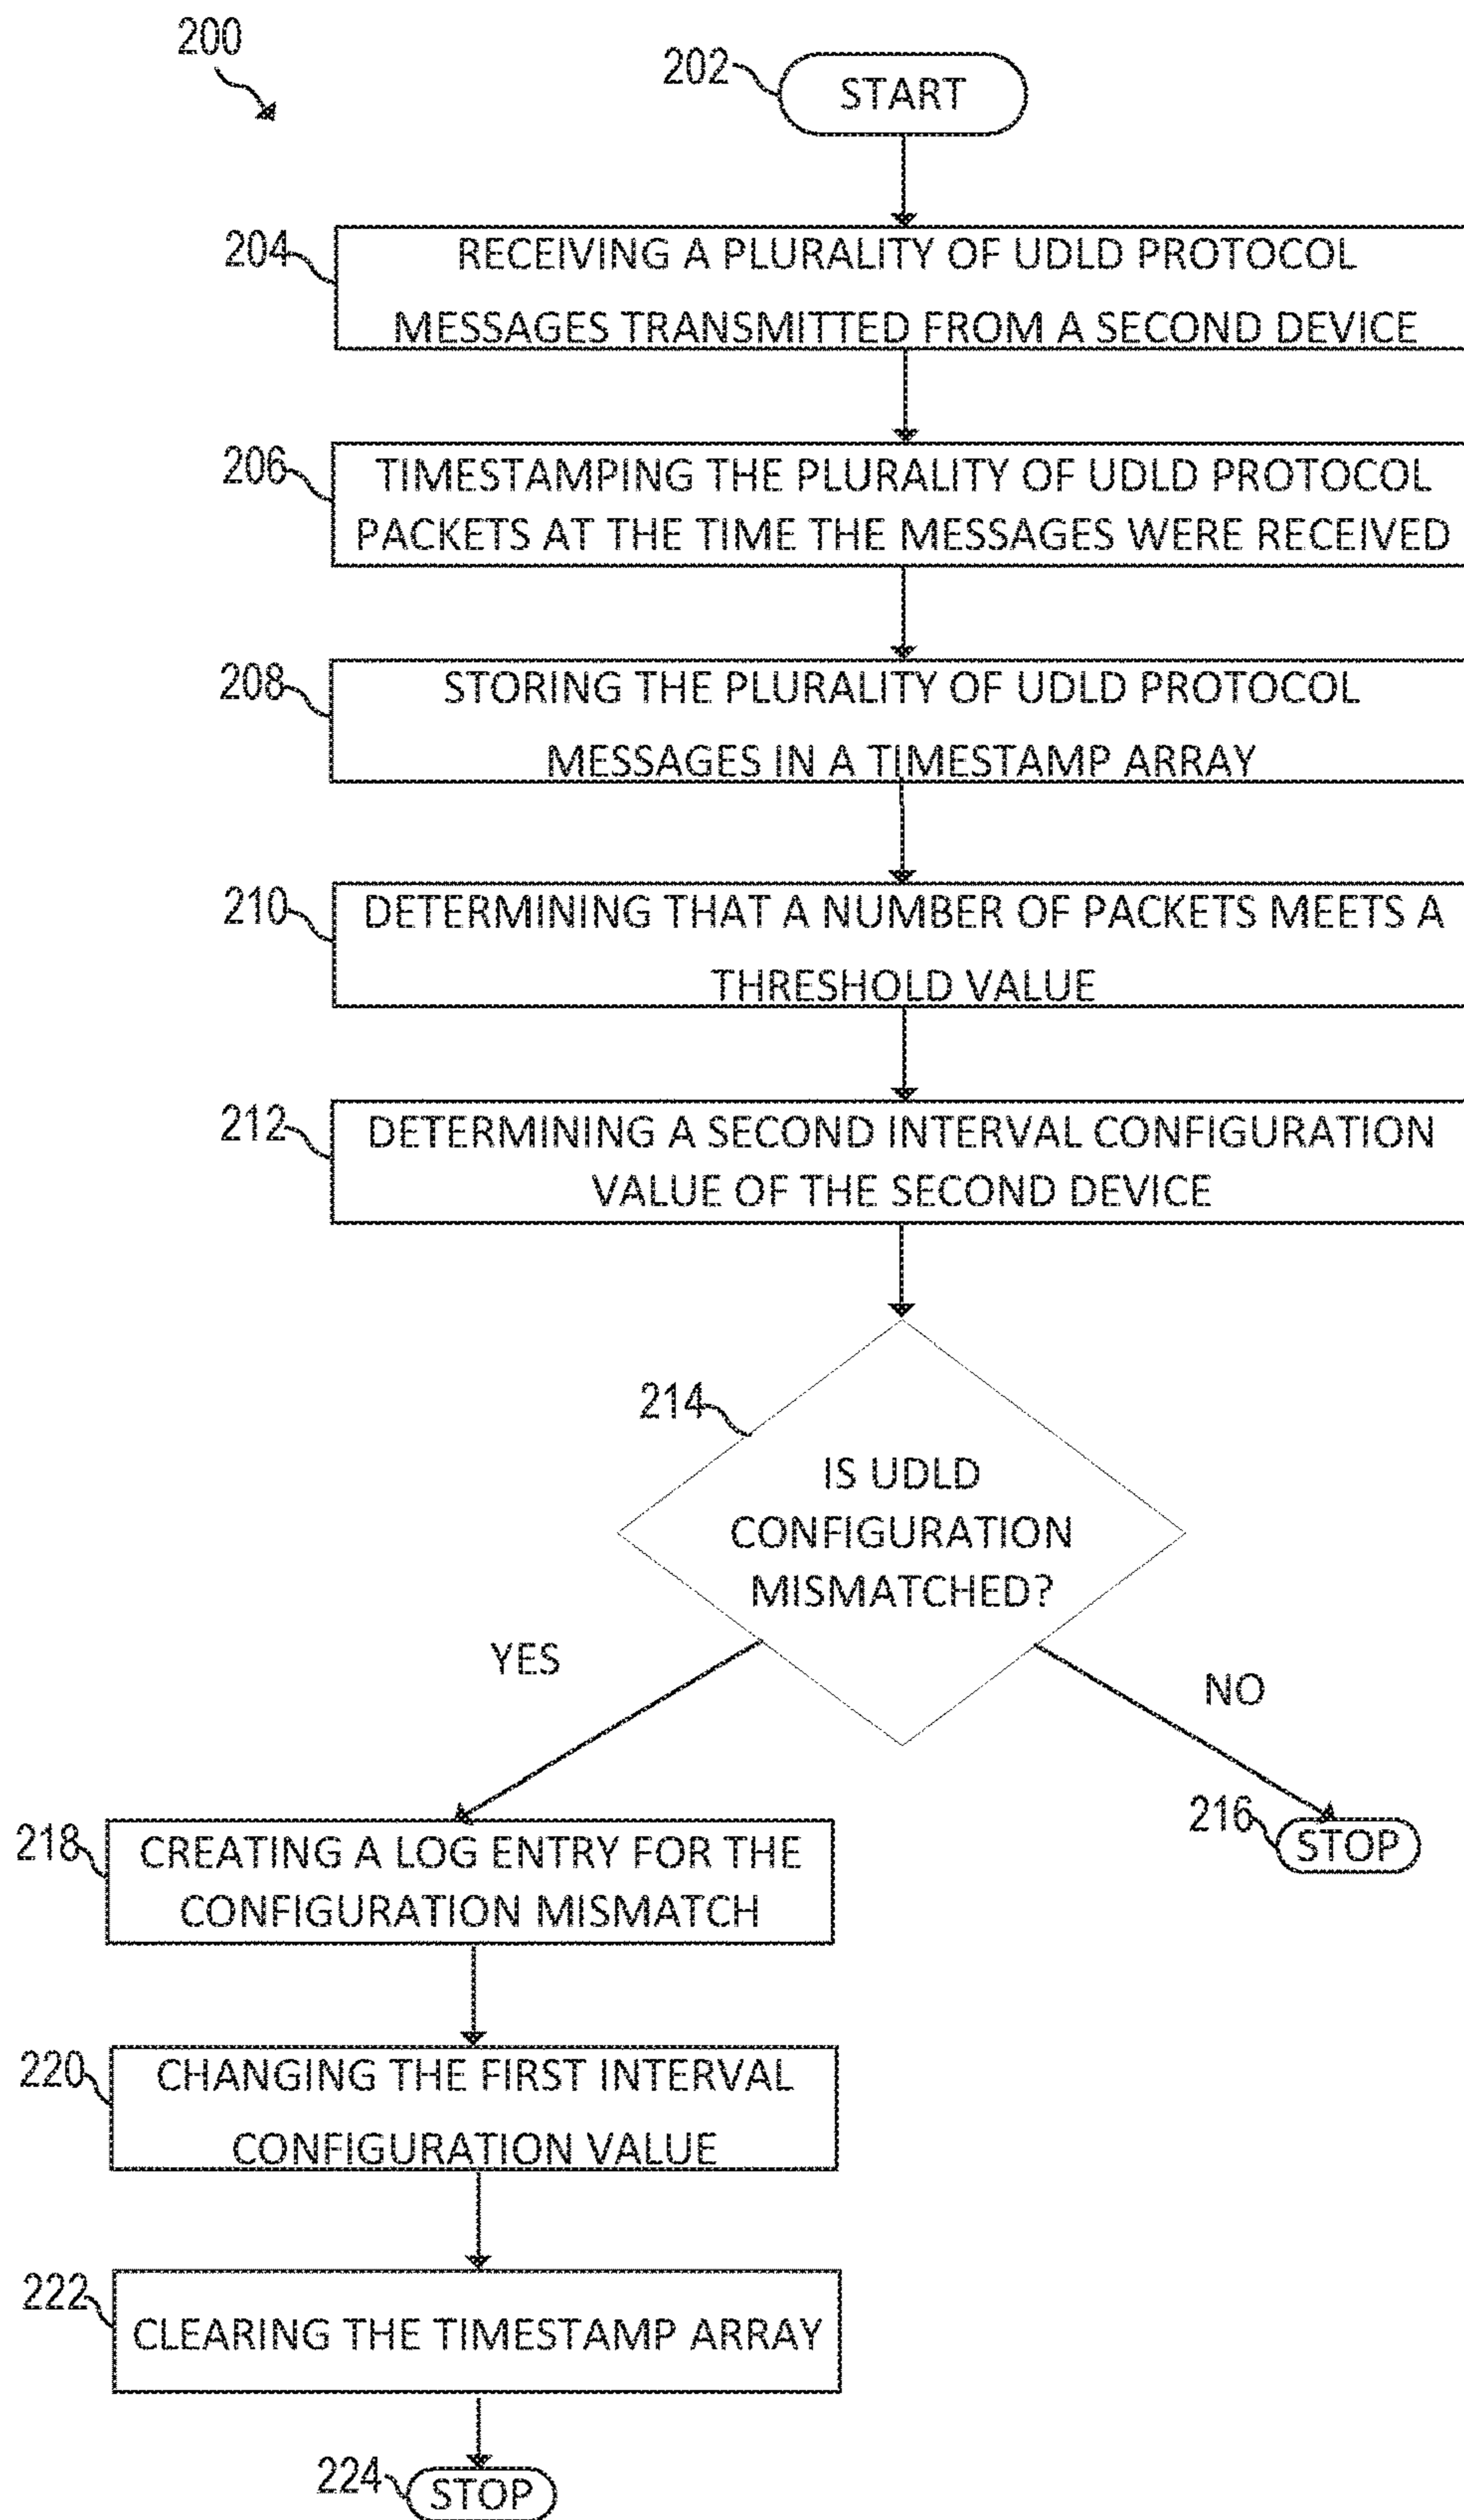 200
202
START
204
RECEIVING A PLURALITY OF UDLD PROTOCOL
MESSAGES TRANSMITTED FROM A SECOND DEVICE
206
TIMESTAMPING THE PLURALITY OF UDLD PROTOCOL
PACKETS AT THE TIME THE MESSAGES WERE RECEIVED
208
STORING THE PLURALITY OF UDLD PROTOCOL
MESSAGES IN A TIMESTAMP ARRAY
210
DETERMINING THAT A NUMBER OF PACKETS MEETS A
THRESHOLD VALUE
212
DETERMINING A SECOND INTERVAL CONFIGURATION
VALUE OF THE SECOND DEVICE
214
IS UDLD
CONFIGURATION
MISMATCHED?
YES
NO
216
STOP
218
CREATING A LOG ENTRY FOR THE
CONFIGURATION MISMATCH
220
CHANGING THE FIRST INTERVAL
CONFIGURATION VALUE
222
CLEARING THE TIMESTAMP ARRAY
224
STOP